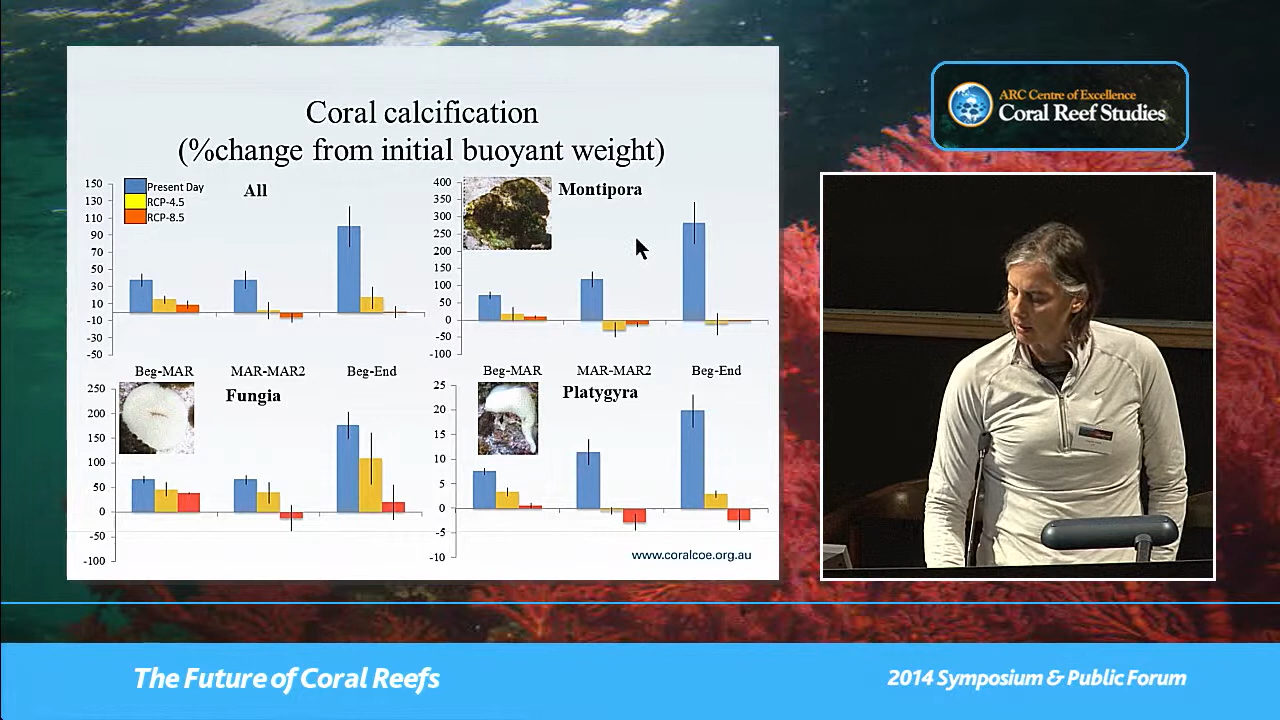 ARC Centre of Excellence
Coral Reef Studies
Coral calcification
(%change from initial buoyant weight)
All
150
130
110
90
70
50
30
10
-10
-30
-50
Present Day
RCP-4.5
RCP-8.5
Beg-MAR
MAR-MAR2
Beg-End
Montipora
400
350
300
250
200
150
100
50
0
-50
-100
Beg-MAR
MAR-MAR2
Beg-End
Fungia
250
200
150
100
50
0
-50
-100
Platygyra
25
20
15
10
5
0
-5
-10
www.coralcoe.org.au
The Future of Coral Reefs
2014 Symposium & Public Forum